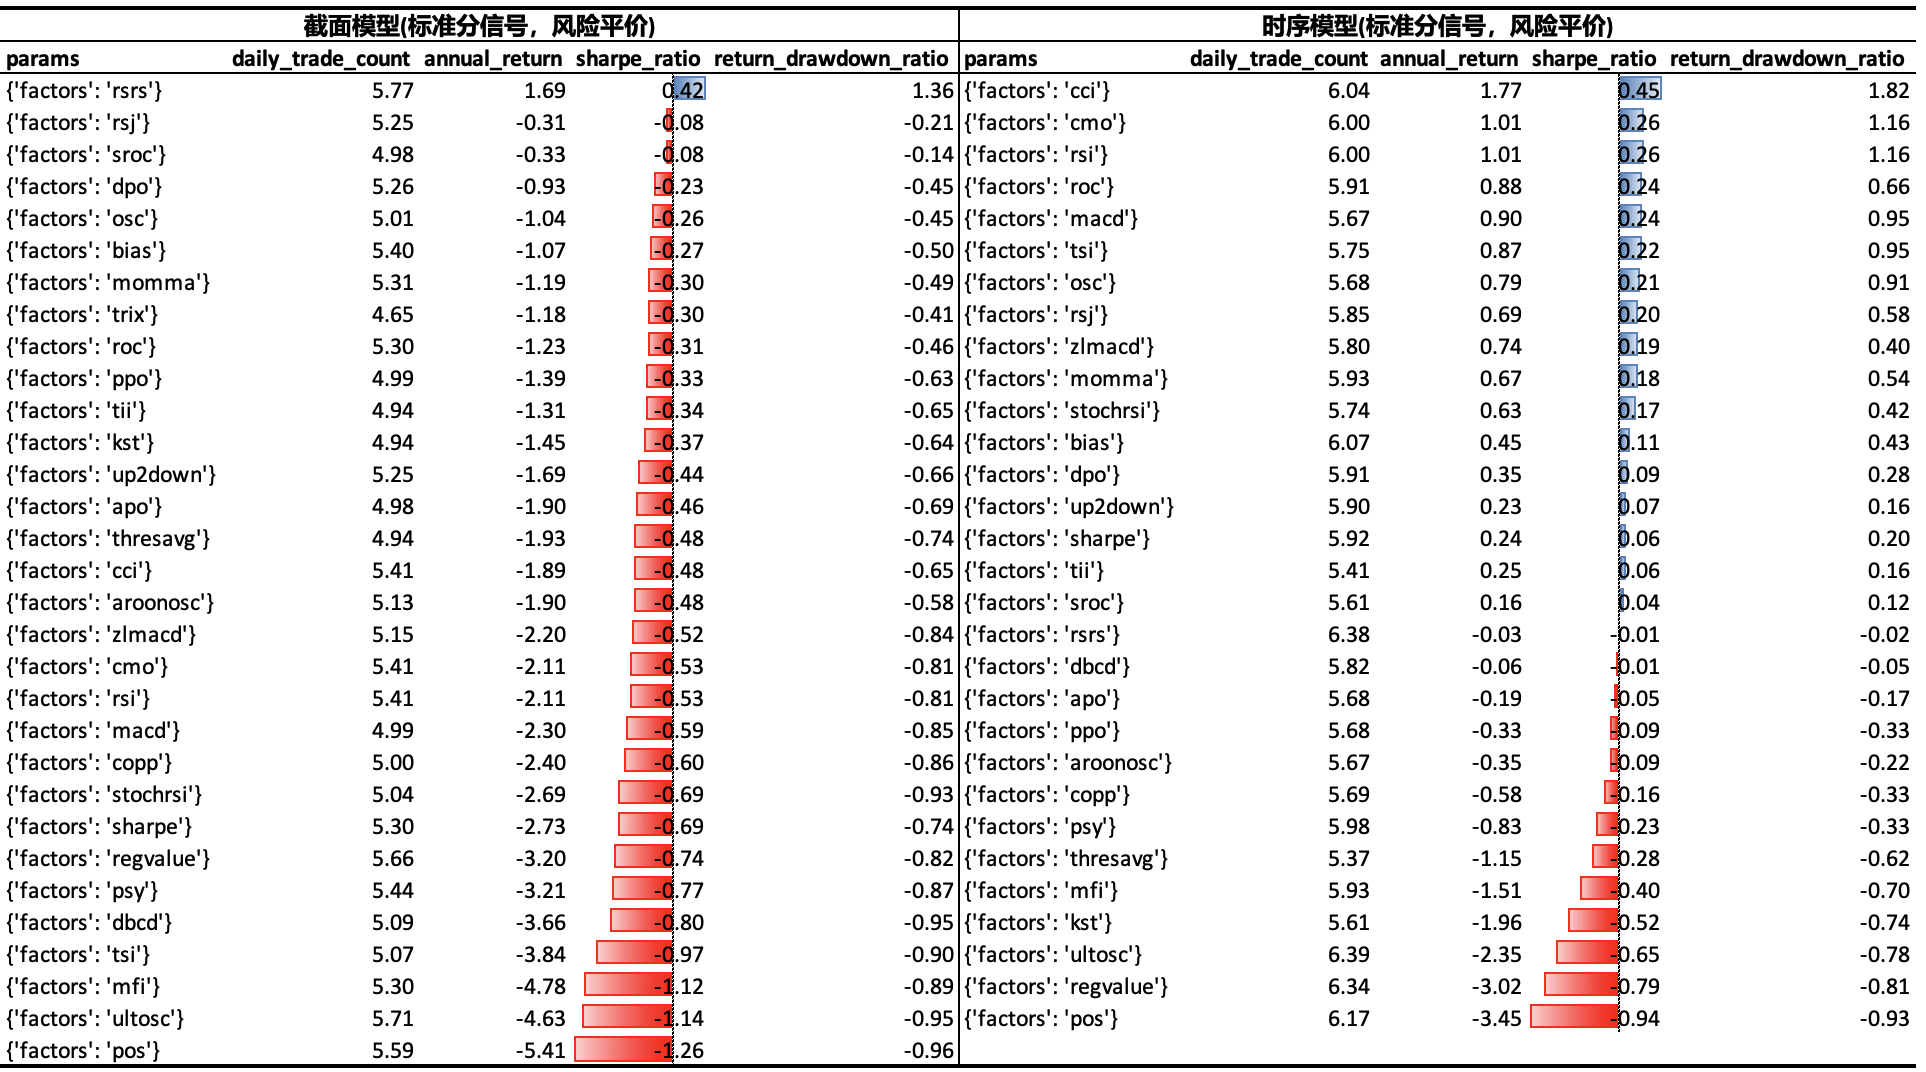 截面模型(标准分信号，风险平价) 时序模型(标准分信号，风险平价)
params daily_trade_count annual_return sharpe_ratio return_drawdown_ratio params daily_trade_count annual_return sharpe_ratio return_drawdown_ratio
{'factors': 'rsrs'} 5.77 1.69 0.42 1.36 {'factors': 'cci'} 6.04 1.77 0.45 1.82
{'factors': 'rsj'} 5.25 -0.31 -0.08 -0.21 {'factors': 'cmo'} 6.00 1.01 0.26 1.16
{'factors': 'sroc'} 4.98 -0.33 -0.08 -0.14 {'factors': 'rsi'} 6.00 1.01 0.26 1.16
{'factors': 'dpo'} 5.26 -0.93 -0.23 -0.45 {'factors': 'roc'} 5.91 0.88 0.24 0.66
{'factors': 'osc'} 5.01 -1.04 -0.26 -0.45 {'factors': 'macd'} 5.67 0.90 0.24 0.95
{'factors': 'bias'} 5.40 -1.07 -0.27 -0.50 {'factors': 'tsi'} 5.75 0.87 0.22 0.95
{'factors': 'momma'} 5.31 -1.19 -0.30 -0.49 {'factors': 'osc'} 5.68 0.79 0.21 0.91
{'factors': 'trix'} 4.65 -1.18 -0.30 -0.41 {'factors': 'rsj'} 5.85 0.69 0.20 0.58
{'factors': 'roc'} 5.30 -1.23 -0.31 -0.46 {'factors': 'zlmacd'} 5.80 0.74 0.19 0.40
{'factors': 'ppo'} 4.99 -1.39 -0.33 -0.63 {'factors': 'momma'} 5.93 0.67 0.18 0.54
{'factors': 'tii'} 4.94 -1.31 -0.34 -0.65 {'factors': 'stochrsi'} 5.74 0.63 0.17 0.42
{'factors': 'kst'} 4.94 -1.45 -0.37 -0.64 {'factors': 'bias'} 6.07 0.45 0.11 0.43
{'factors': 'up2down'} 5.25 -1.69 -0.44 -0.66 {'factors': 'dpo'} 5.91 0.35 0.09 0.28
{'factors': 'apo'} 4.98 -1.90 -0.46 -0.69 {'factors': 'up2down'} 5.90 0.23 0.07 0.16
{'factors': 'thresavg'} 4.94 -1.93 -0.48 -0.74 {'factors': 'sharpe'} 5.92 0.24 0.06 0.20
{'factors': 'cci'} 5.41 -1.89 -0.48 -0.65 {'factors': 'tii'} 5.41 0.25 0.06 0.16
{'factors': 'aroonosc'} 5.13 -1.90 -0.48 -0.58 {'factors': 'sroc'} 5.61 0.16 0.04 0.12
{'factors': 'zlmacd'} 5.15 -2.20 -0.52 -0.84 {'factors': 'rsrs'} 6.38 -0.03 -0.01 -0.02
{'factors': 'cmo'} 5.41 -2.11 -0.53 -0.81 {'factors': 'dbcd'} 5.82 -0.06 -0.01 -0.05
{'factors': 'rsi'} 5.41 -2.11 -0.53 -0.81 {'factors': 'apo'} 5.68 -0.19 -0.05 -0.17
{'factors': 'macd'} 4.99 -2.30 -0.59 -0.85 {'factors': 'ppo'} 5.68 -0.33 -0.09 -0.33
{'factors': 'copp'} 5.00 -2.40 -0.60 -0.86 {'factors': 'aroonosc'} 5.67 -0.35 -0.09 -0.22
{'factors': 'stochrsi'} 5.04 -2.69 -0.69 -0.93 {'factors': 'copp'} 5.69 -0.58 -0.16 -0.33
{'factors': 'sharpe'} 5.30 -2.73 -0.69 -0.74 {'factors': 'psy'} 5.98 -0.83 -0.23 -0.33
{'factors': 'regvalue'} 5.66 -3.20 -0.74 -0.82 {'factors': 'thresavg'} 5.37 -1.15 -0.28 -0.62
{'factors': 'psy'} 5.44 -3.21 -0.77 -0.87 {'factors': 'mfi'} 5.93 -1.51 -0.40 -0.70
{'factors': 'dbcd'} 5.09 -3.66 -0.80 -0.95 {'factors': 'kst'} 5.61 -1.96 -0.52 -0.74
{'factors': 'tsi'} 5.07 -3.84 -0.97 -0.90 {'factors': 'ultosc'} 6.39 -2.35 -0.65 -0.78
{'factors': 'mfi'} 5.30 -4.78 -1.12 -0.89 {'factors': 'regvalue'} 6.34 -3.02 -0.79 -0.81
{'factors': 'ultosc'} 5.71 -4.63 -1.14 -0.95 {'factors': 'pos'} 6.17 -3.45 -0.94 -0.93
{'factors': 'pos'} 5.59 -5.41 -1.26 -0.96